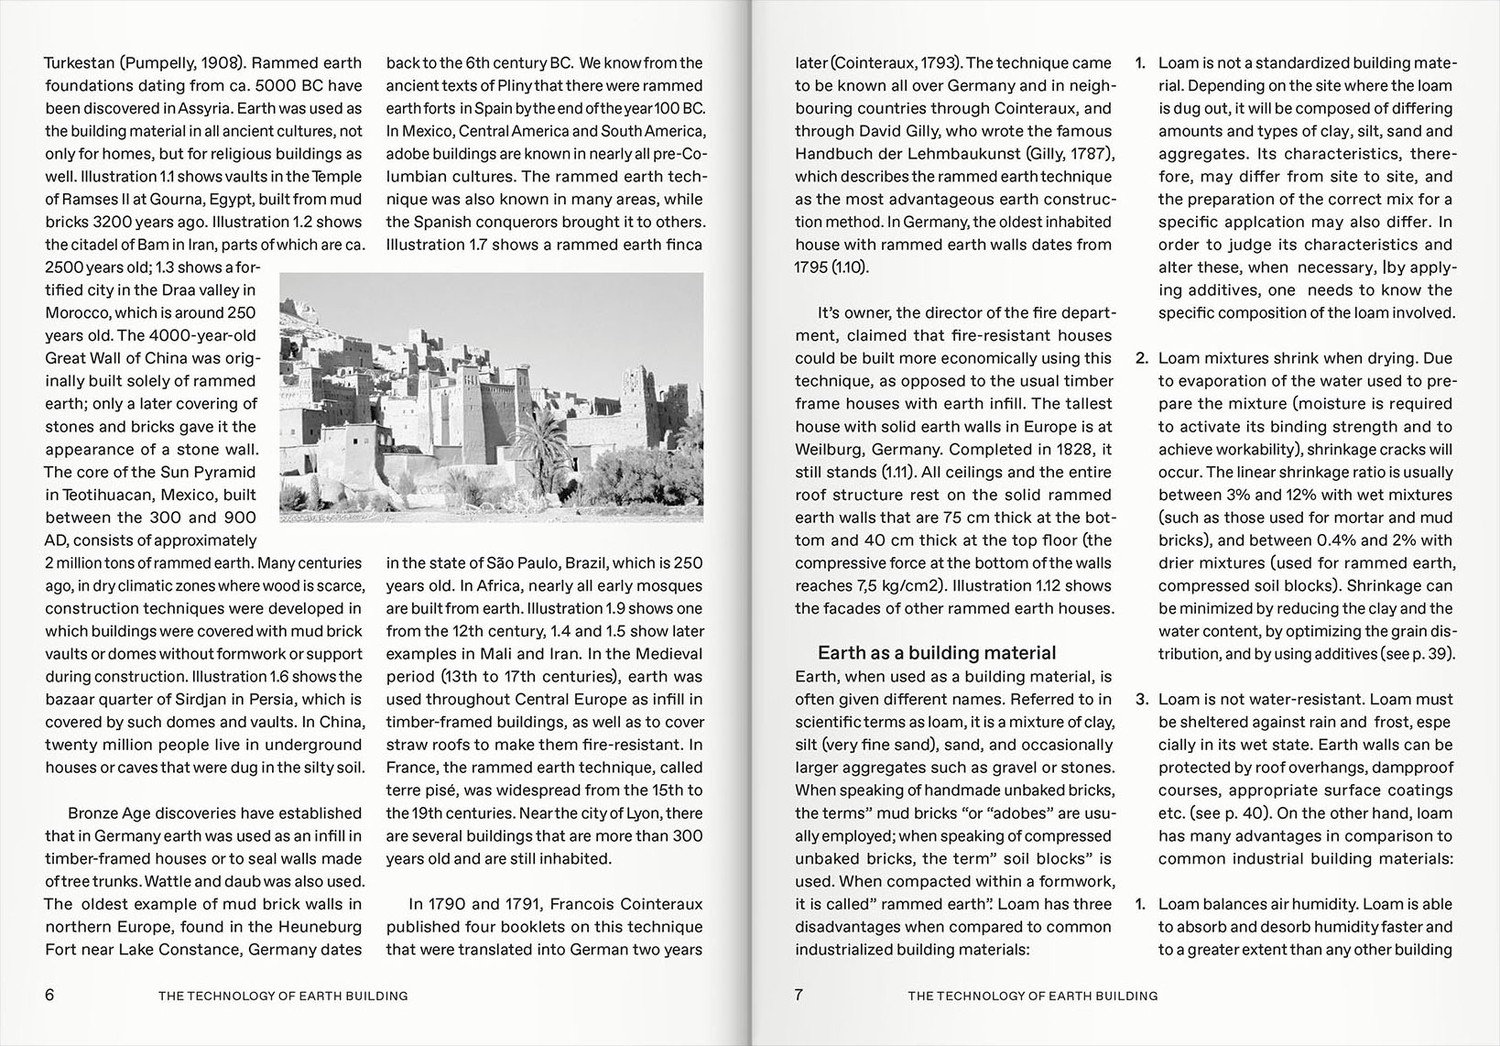 Turkestan (Pumpelly, 1908). Rammed earth
foundations dating from ca. 5000 BC have
been discovered in Assyria. Earth was used as
the building material in all ancient cultures, not
only for homes, but for religious buildings as
well. Illustration 1.1 shows vaults in the Temple
of Ramses II at Gourna, Egypt, built from mud
bricks 3200 years ago. Illustration 1.2 shows
the citadel of Bam in Iran, parts of which are ca.
2500 years old; 1.3 shows a for-
tified city in the Draa valley in
Morocco, which is around 250
years old. The 4000-year-old
Great Wall of China was orig-
inally built solely of rammed
earth; only a later covering of
stones and bricks gave it the
appearance of a stone wall.
The core of the Sun Pyramid
in Teotihuacan, Mexico, built
between the 300 and 900
AD, consists of approximately
2 million tons of rammed earth. Many centuries
ago, in dry climatic zones where wood is scarce,
construction techniques were developed in
which buildings were covered with mud brick
vaults or domes without formwork or support
during construction. Illustration 1.6 shows the
bazaar quarter of Sirdjan in Persia, which is
covered by such domes and vaults. In China,
twenty million people live in underground
houses or caves that were dug in the silty soil.
Bronze Age discoveries have established
that in Germany earth was used as an infill in
timber-framed houses or to seal walls made
of tree trunks. Wattle and daub was also used.
The oldest example of mud brick walls in
northern Europe, found in the Heuneburg
Fort near Lake Constance, Germany dates
back to the 6th century BC. We know from the
ancient texts of Pliny that there were rammed
earth forts in Spain by the end of the year 100 BC.
In Mexico, Central America and South America,
adobe buildings are known in nearly all pre-Co-
lumbian cultures. The rammed earth tech-
nique was also known in many areas, while
the Spanish conquerors brought it to others.
Illustration 1.7 shows a rammed earth finca
in the state of São Paulo, Brazil, which is 250
years old. In Africa, nearly all early mosques
are built from earth. Illustration 1.9 shows one
from the 12th century, 1.4 and 1.5 show later
examples in Mali and Iran. In the Medieval
period (13th to 17th centuries), earth was
used throughout Central Europe as infill in
timber-framed buildings, as well as to cover
straw roofs to make them fire-resistant. In
France, the rammed earth technique, called
terre pisé, was widespread from the 15th to
the 19th centuries. Near the city of Lyon, there
are several buildings that are more than 300
years old and are still inhabited.
In 1790 and 1791, Francois Cointeraux
published four booklets on this technique
that were translated into German two years
6
THE TECHNOLOGY OF EARTH BUILDING
later (Cointeraux, 1793). The technique came
to be known all over Germany and in neigh-
bouring countries through Cointeraux, and
through David Gilly, who wrote the famous
Handbuch der Lehmbaukunst (Gilly, 1787),
which describes the rammed earth technique
as the most advantageous earth construc-
tion method. In Germany, the oldest inhabited
house with rammed earth walls dates from
1795 (1.10).
It's owner, the director of the fire depart-
ment, claimed that fire-resistant houses
could be built more economically using this
technique, as opposed to the usual timber
frame houses with earth infill. The tallest
house with solid earth walls in Europe is at
Weilburg, Germany. Completed in 1828, it
still stands (1.11). All ceilings and the entire
roof structure rest on the solid rammed
earth walls that are 75 cm thick at the bot-
tom and 40 cm thick at the top floor (the
compressive force at the bottom of the walls
reaches 7,5 kg/cm2). Illustration 1.12 shows
the facades of other rammed earth houses.
Earth as a building material
Earth, when used as a building material, is
often given different names. Referred to in
scientific terms as loam, it is a mixture of clay,
silt (very fine sand), sand, and occasionally
larger aggregates such as gravel or stones.
When speaking of handmade unbaked bricks,
the terms” mud bricks “or “adobes” are usu-
ally employed; when speaking of compressed
unbaked bricks, the term” soil blocks” is
used. When compacted within a formwork,
it is called” rammed earth”. Loam has three
disadvantages when compared to common
industrialized building materials:
1. Loam is not a standardized building mate-
rial. Depending on the site where the loam
is dug out, it will be composed of differing
amounts and types of clay, silt, sand and
aggregates. Its characteristics, there-
fore, may differ from site to site, and
the preparation of the correct mix for a
specific applcation may also differ. In
order to judge its characteristics and
alter these, when necessary, |by apply-
ing additives, one needs to know the
specific composition of the loam involved.
2. Loam mixtures shrink when drying. Due
to evaporation of the water used to pre-
pare the mixture (moisture is required
to activate its binding strength and to
achieve workability), shrinkage cracks will
occur. The linear shrinkage ratio is usually
between 3% and 12% with wet mixtures
(such as those used for mortar and mud
bricks), and between 0.4% and 2% with
drier mixtures (used for rammed earth,
compressed soil blocks). Shrinkage can
be minimized by reducing the clay and the
water content, by optimizing the grain dis-
tribution, and by using additives (see p. 39).
3. Loam is not water-resistant. Loam must
be sheltered against rain and frost, espe
cially in its wet state. Earth walls can be
protected by roof overhangs, dampproof
courses, appropriate surface coatings
etc. (see p. 40). On the other hand, loam
has many advantages in comparison to
common industrial building materials:
1. Loam balances air humidity. Loam is able
to absorb and desorb humidity faster and
to a greater extent than any other building
7
THE TECHNOLOGY OF EARTH BUILDING